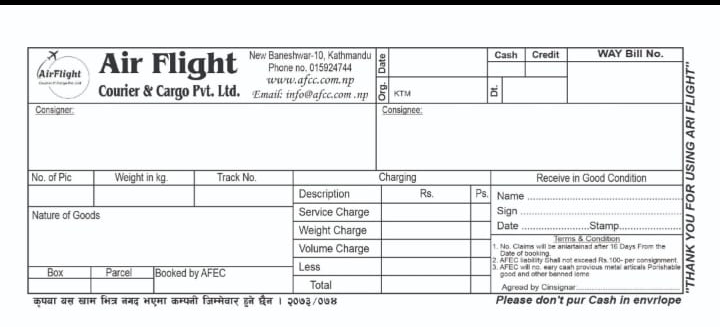 AirFlight
Air Flight
Courier & Cargo Pvt. Ltd.
New Baneshwar-10, Kathmandu
Phone no. 015924744
www.afcc.com.np
Email: info@afcc.com.np
Date
Org.
KTM
Cash
Credit
WAY Bill No.
Dt.
Consigner:
Consignee:
No. of Pic
Weight in kg.
Track No.
Charging
Receive in Good Condition
Description
Rs.
Ps.
Nature of Goods
Service Charge
Weight Charge
Volume Charge
Less
Total
Name
Sign
Date Stamp
Terms & Condition
1. No. Claims will be aniartained after 16 Days From the
Date of booking.
2. AFEC liability Shall not exceed Rs.100- per consignment.
3. AFEC will no. eary cash provious metal articals Porishable
good and other banned ioms
Agread by Cinsignar
Box
Parcel
Booked by AFEC
कृपया यस खाम भित्र नगद भएमा कम्पनी जिम्मेवार हुने छैन । २०७३/०७४
Please don't pur Cash in envrlope
"THANK YOU FOR USING ARI FLIGHT"